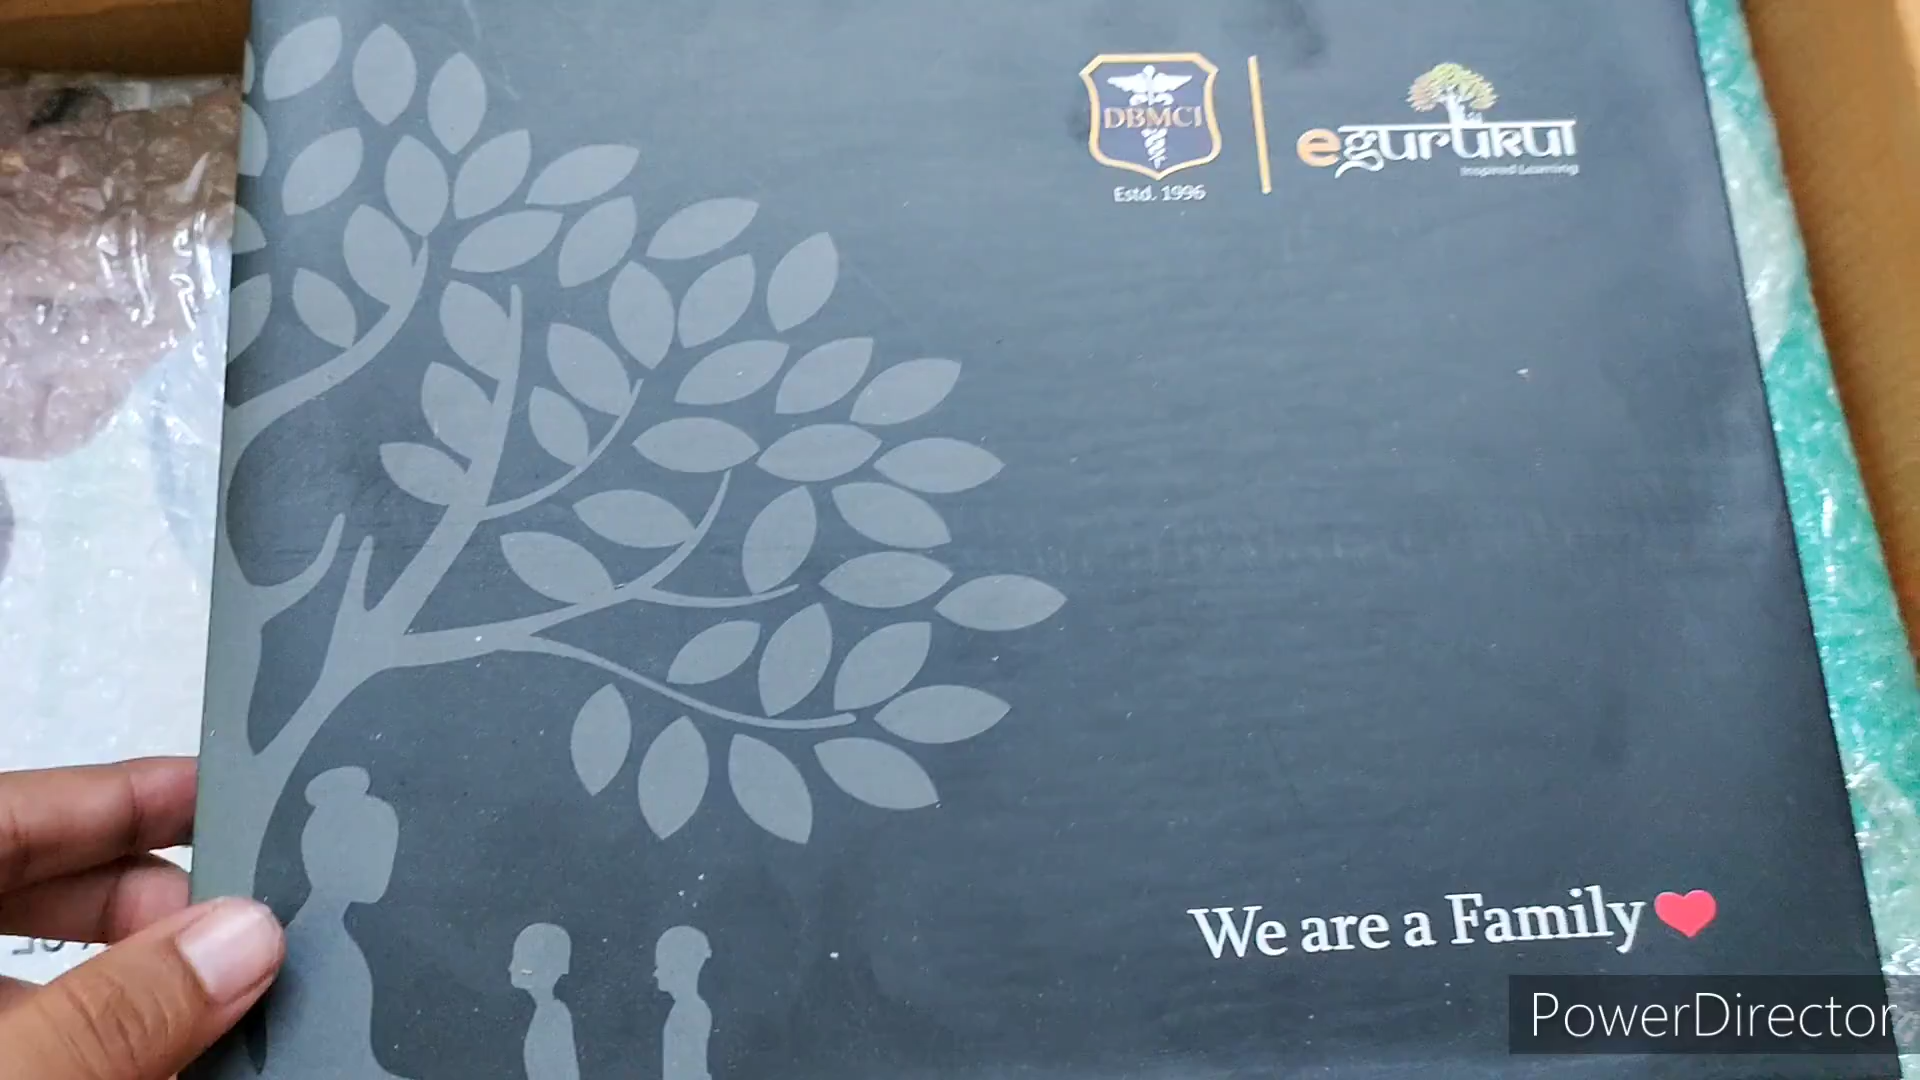 DBMCI
Estd. 1996
egurukul
Inspired Learning
We are a Family
PowerDirector